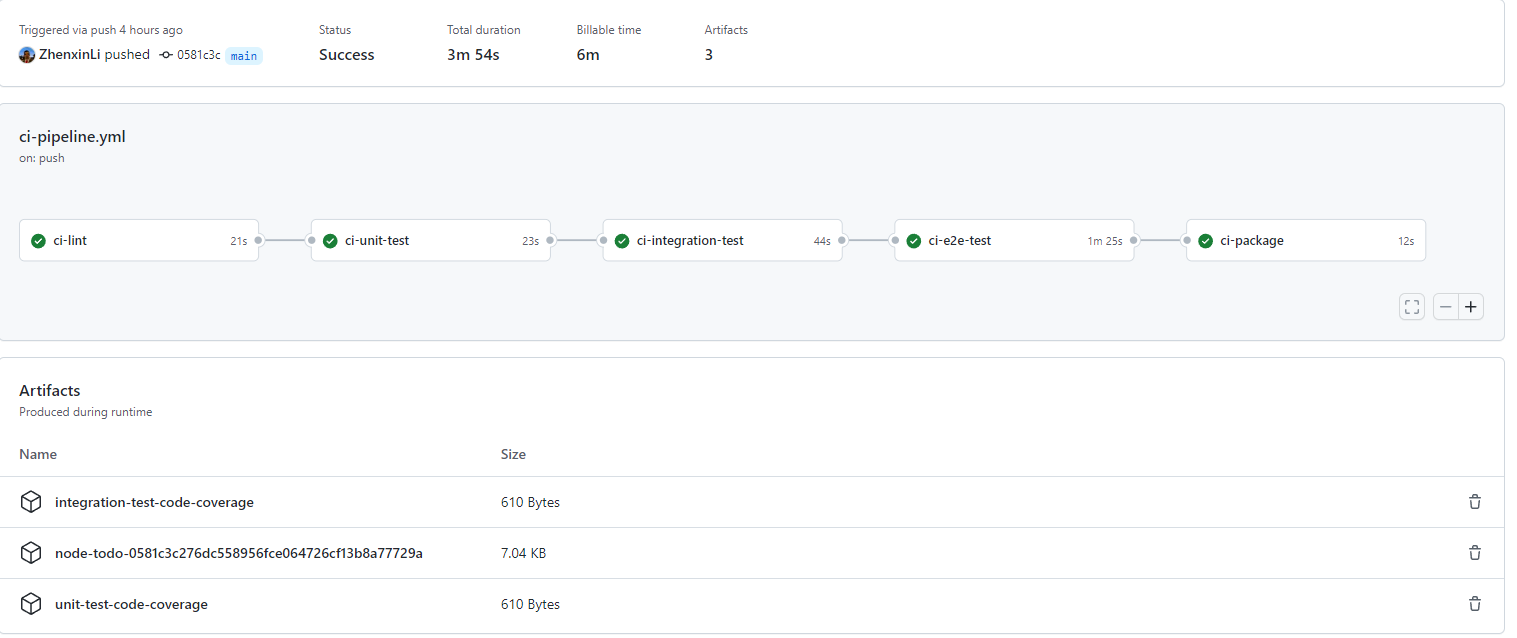 Triggered via push 4 hours ago Status Total duration Billable time Artifacts
ZhenxinLi pushed 0581c3c main Success 3m 54s 6m 3
ci-pipeline.yml
on: push
ci-lint 21s ci-unit-test 23s ci-integration-test 44s ci-e2e-test 1m 25s ci-package 12s
Artifacts
Produced during runtime
Name Size
integration-test-code-coverage 610 Bytes
node-todo-0581c3c276dc558956fce064726cf13b8a77729a 7.04 KB
unit-test-code-coverage 610 Bytes